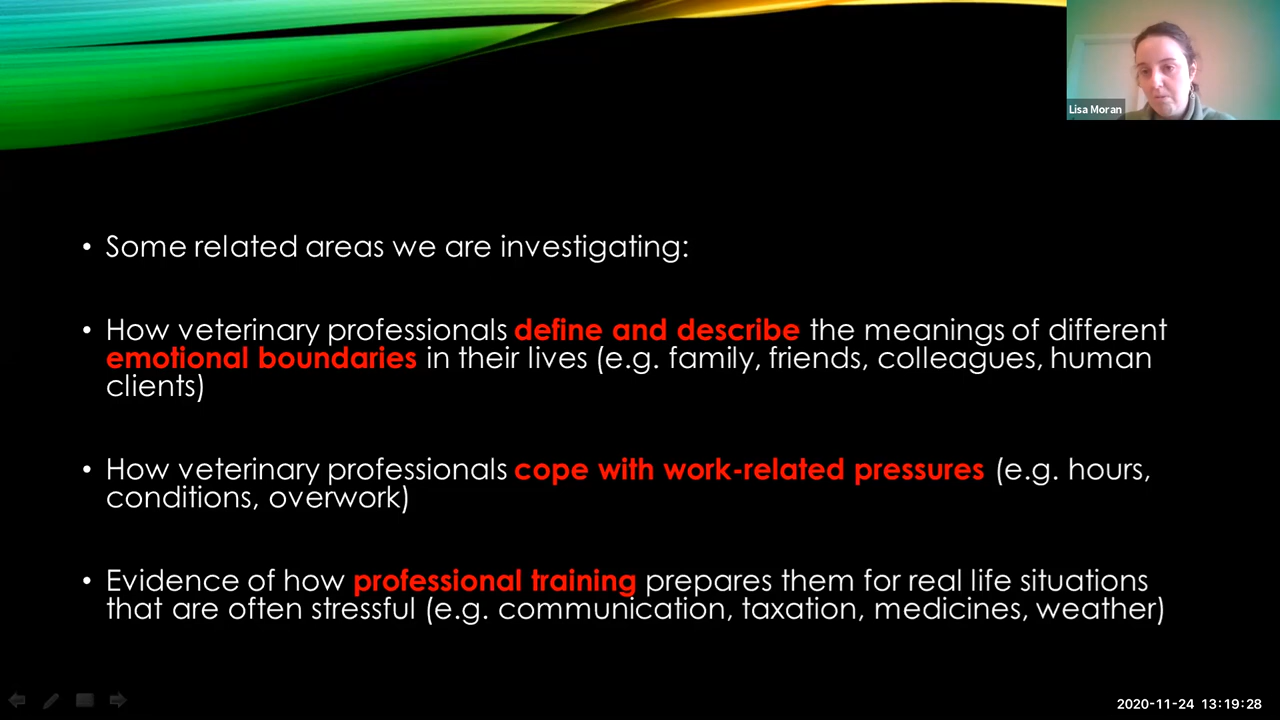 Lisa Moran
• Some related areas we are investigating:
• How veterinary professionals define and describe the meanings of different
emotional boundaries in their lives (e.g. family, friends, colleagues, human
clients)
• How veterinary professionals cope with work-related pressures (e.g. hours,
conditions, overwork)
• Evidence of how professional training prepares them for real life situations
that are often stressful (e.g. communication, taxation, medicines, weather)
2020-11-24 13:19:28